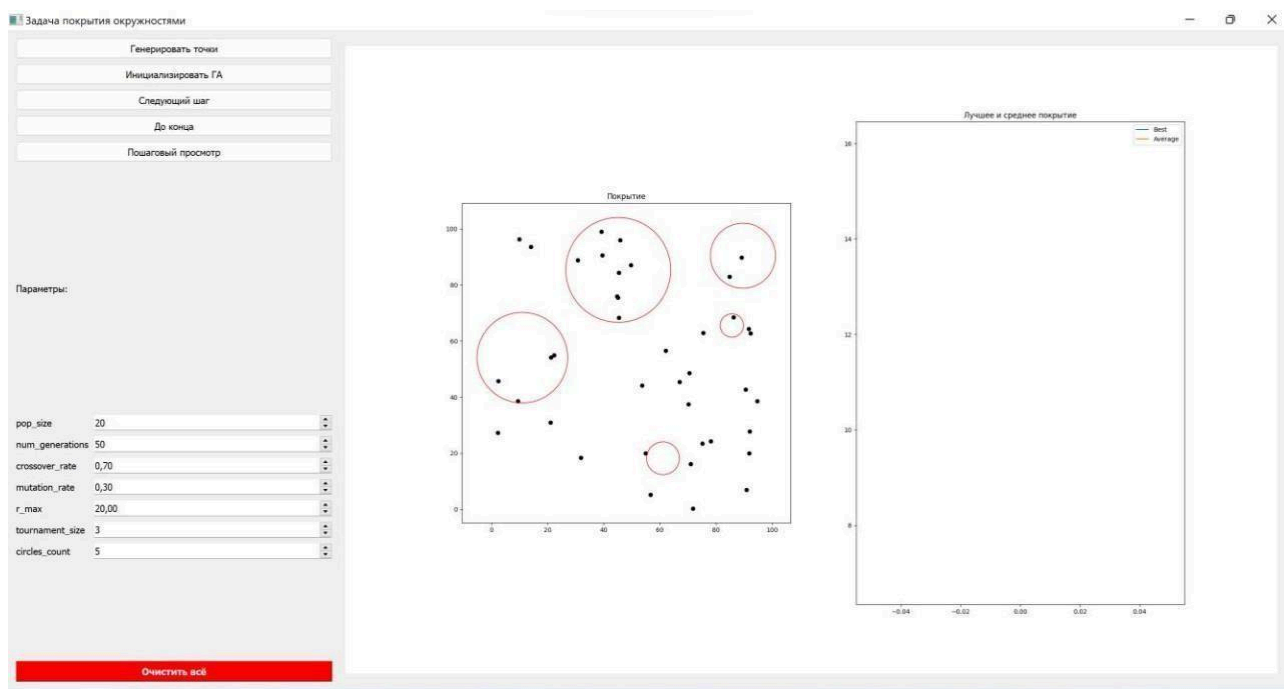 Задача покрытия окружностями
Генерировать точки
Инициализировать ГА
Следующий шаг
До конца
Пошаговый просмотр
Параметры:
pop_size 20
num_generations 50
crossover_rate 0,70
mutation_rate 0,30
r_max 20,00
tournament_size 3
circles_count 5
Очистить всё
Покрытие
100
80
60
40
20
0
0 20 40 60 80 100
Лучшее и среднее покрытие
Best
Average
16
14
12
10
8
−0.04 −0.02 0.00 0.02 0.04